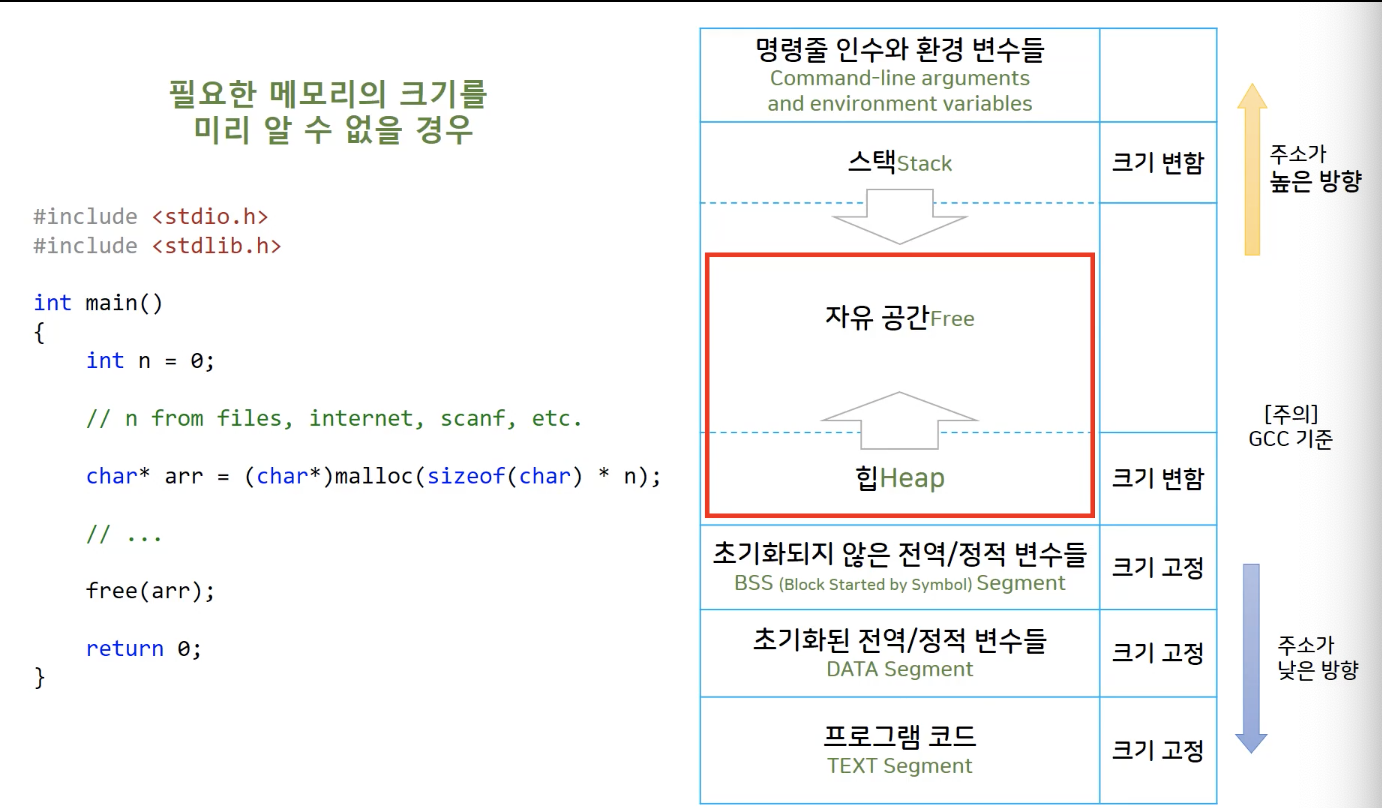 필요한 메모리의 크기를
미리 알 수 없을 경우
#include <stdio.h>
#include <stdlib.h>
int main()
{
int n = 0;
// n from files, internet, scanf, etc.
char* arr = (char*)malloc(sizeof(char) * n);
// ...
free(arr);
return 0;
}
명령줄 인수와 환경 변수들
Command-line arguments
and environment variables
스택Stack
크기 변함
자유 공간Free
힙Heap
크기 변함
초기화되지 않은 전역/정적 변수들
BSS (Block Started by Symbol) Segment
크기 고정
초기화된 전역/정적 변수들
DATA Segment
크기 고정
프로그램 코드
TEXT Segment
크기 고정
주소가
높은 방향
[주의]
GCC 기준
주소가
낮은 방향